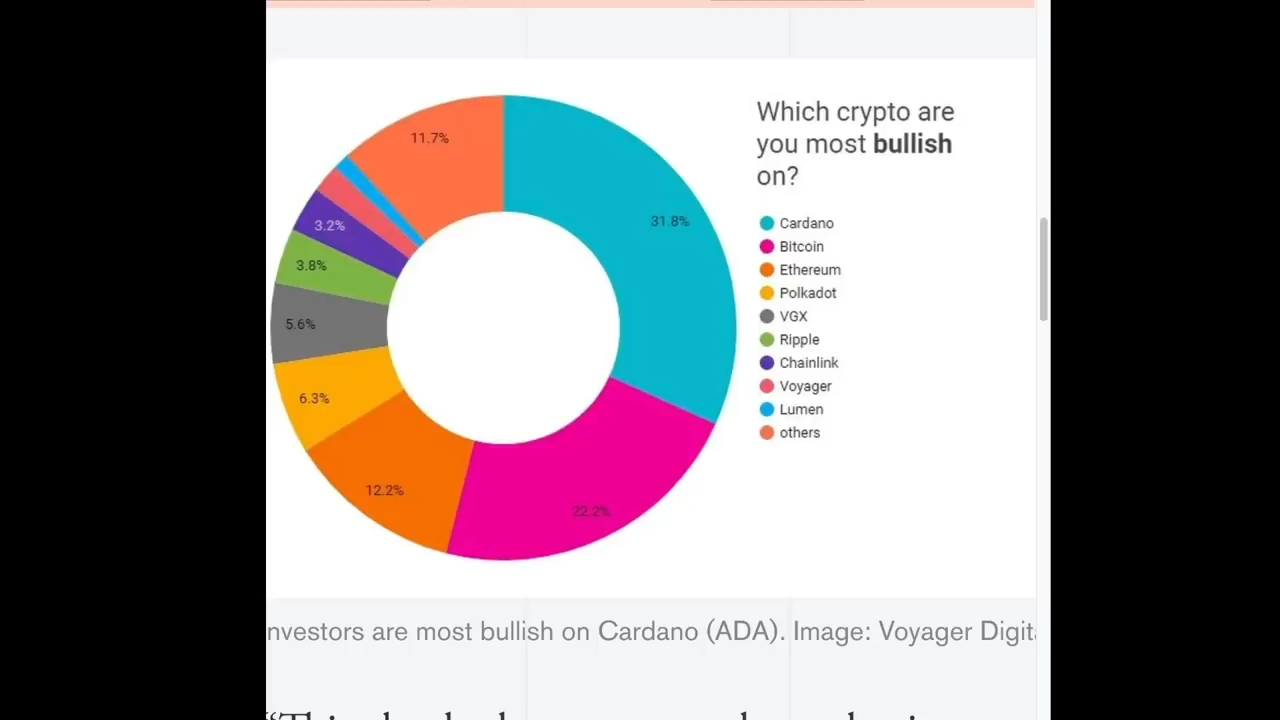 Which crypto are
you most bullish
on?
Cardano
Bitcoin
Ethereum
Polkadot
VGX
Ripple
Chainlink
Voyager
Lumen
others
31.8%
22.2%
12.2%
6.3%
5.6%
3.8%
3.2%
11.7%
nvestors are most bullish on Cardano (ADA). Image: Voyager Digit